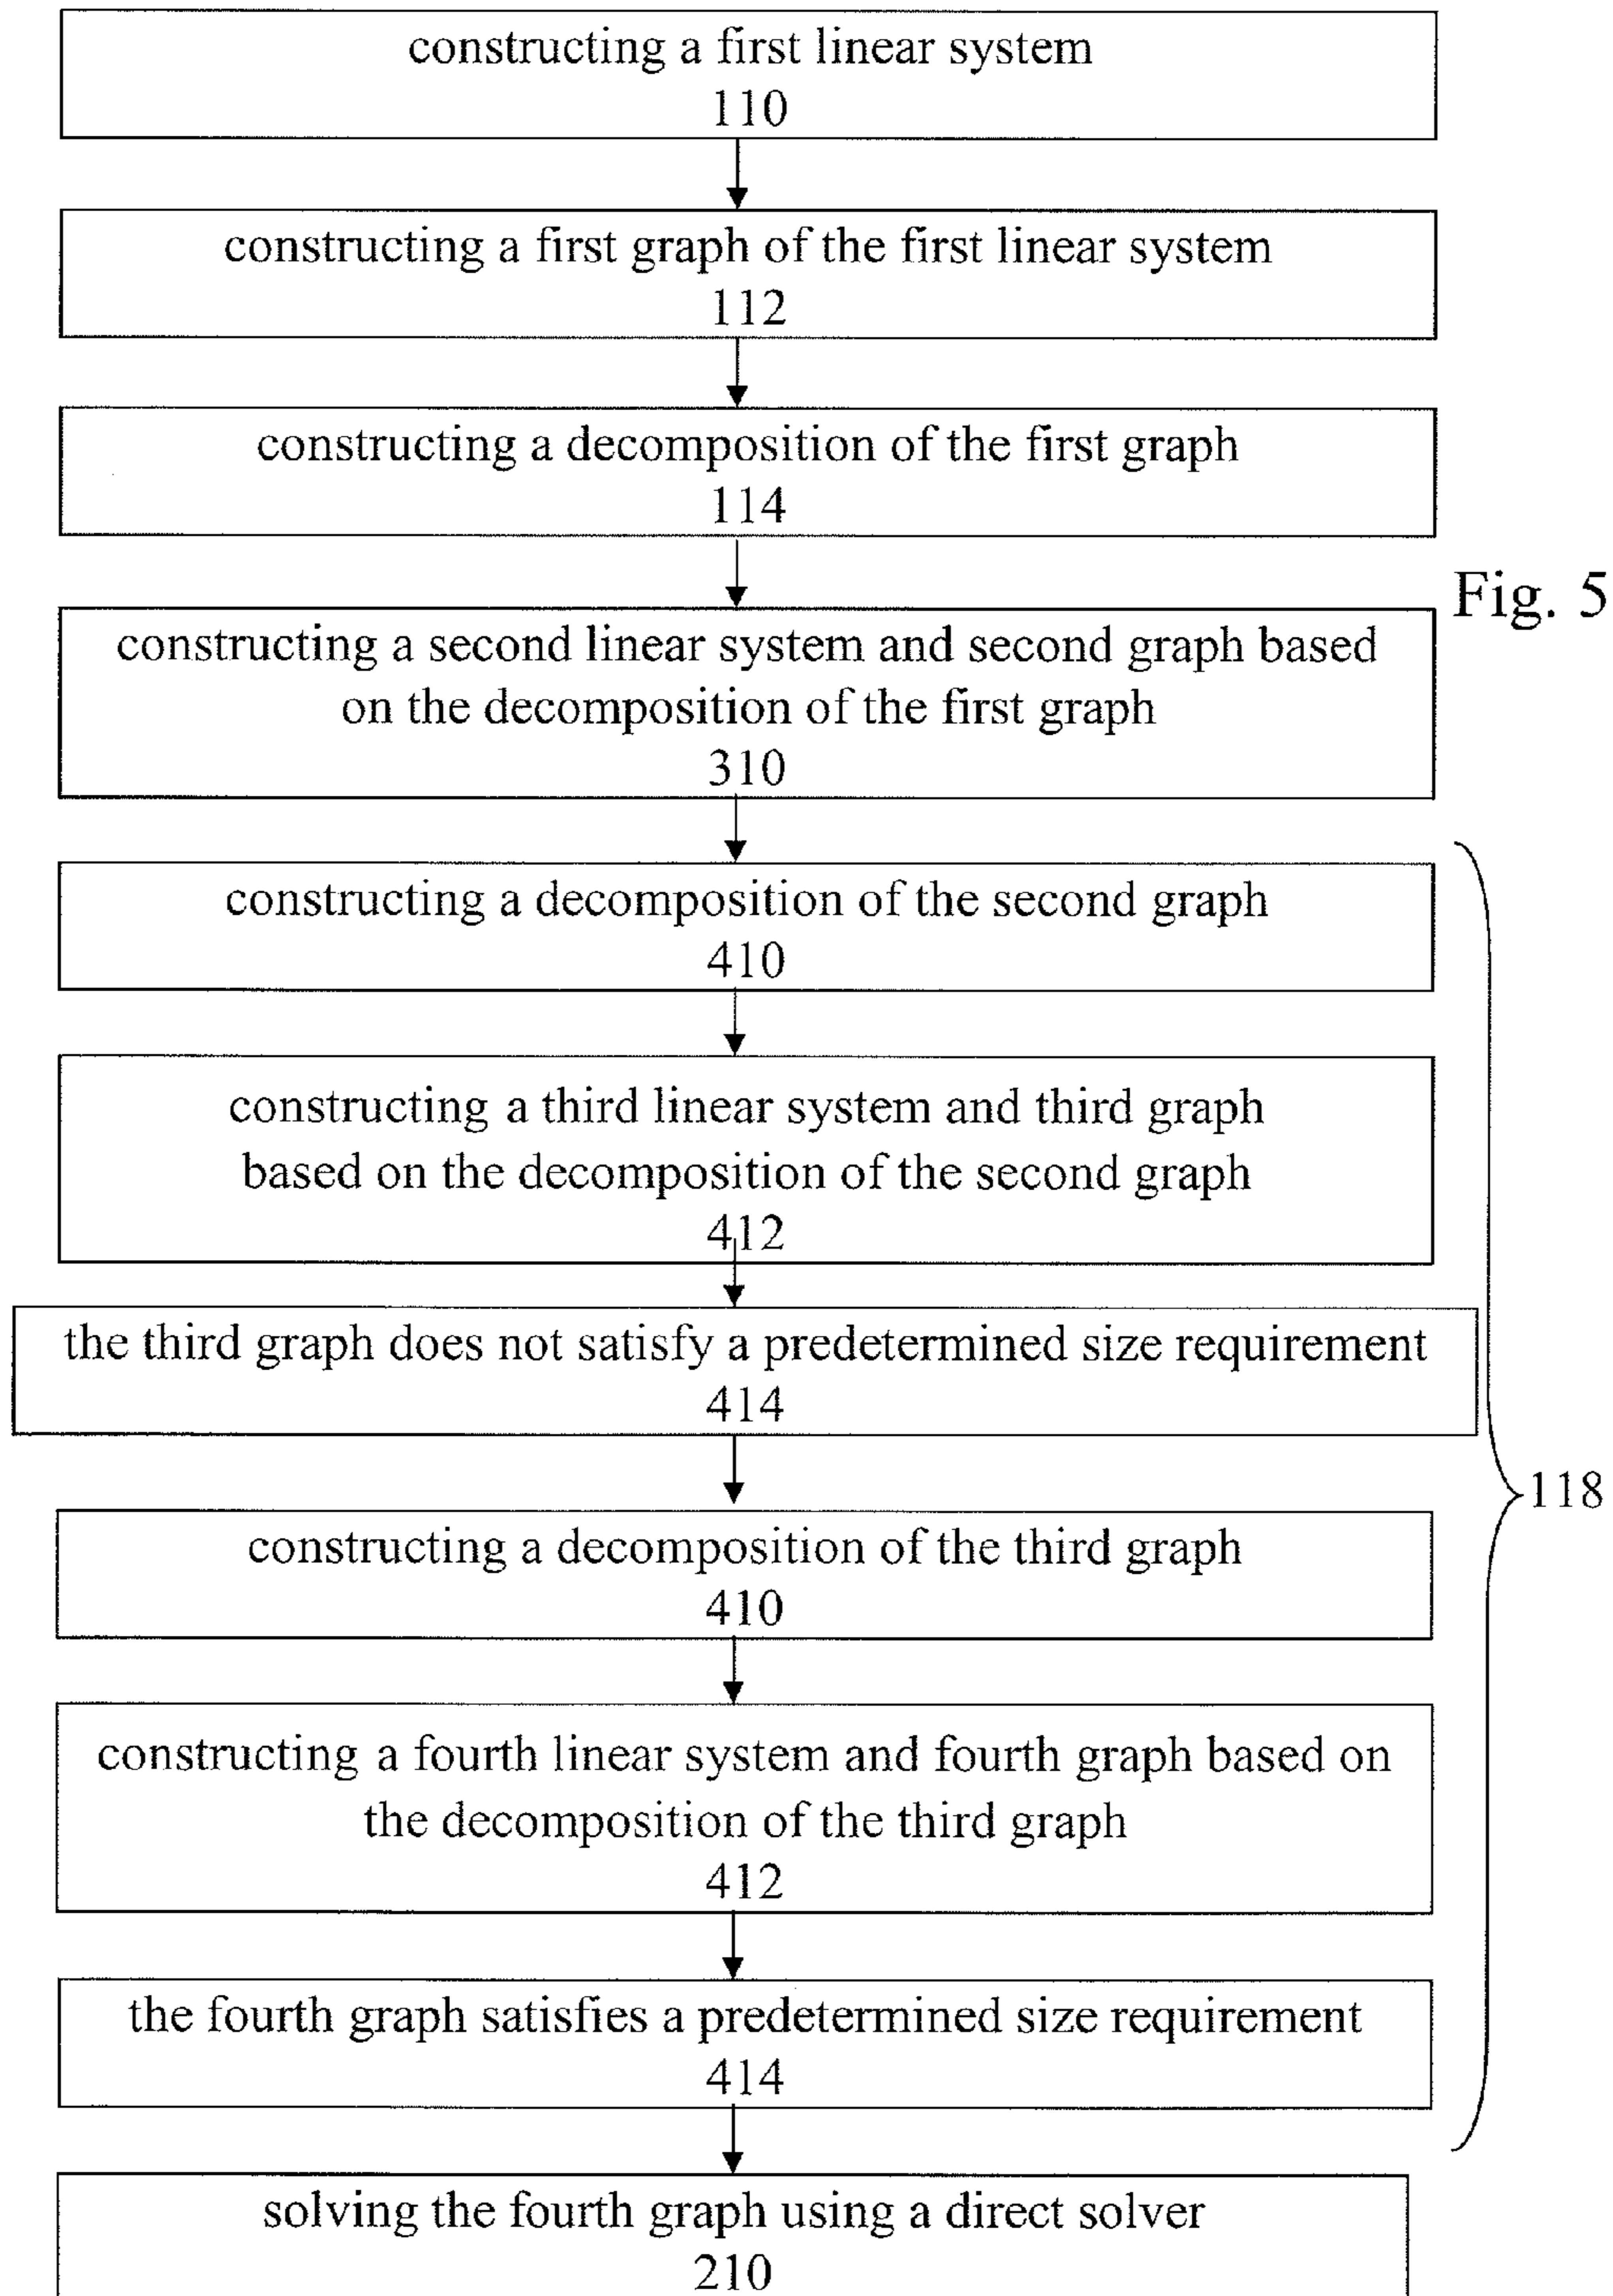 constructing a first linear system
110
constructing a first graph of the first linear system
112
constructing a decomposition of the first graph
114
Fig. 5
constructing a second linear system and second graph based
on the decomposition of the first graph
310
constructing a decomposition of the second graph
410
constructing a third linear system and third graph
based on the decomposition of the second graph
412
the third graph does not satisfy a predetermined size requirement
414
118
constructing a decomposition of the third graph
410
constructing a fourth linear system and fourth graph based on
the decomposition of the third graph
412
the fourth graph satisfies a predetermined size requirement
414
solving the fourth graph using a direct solver
210